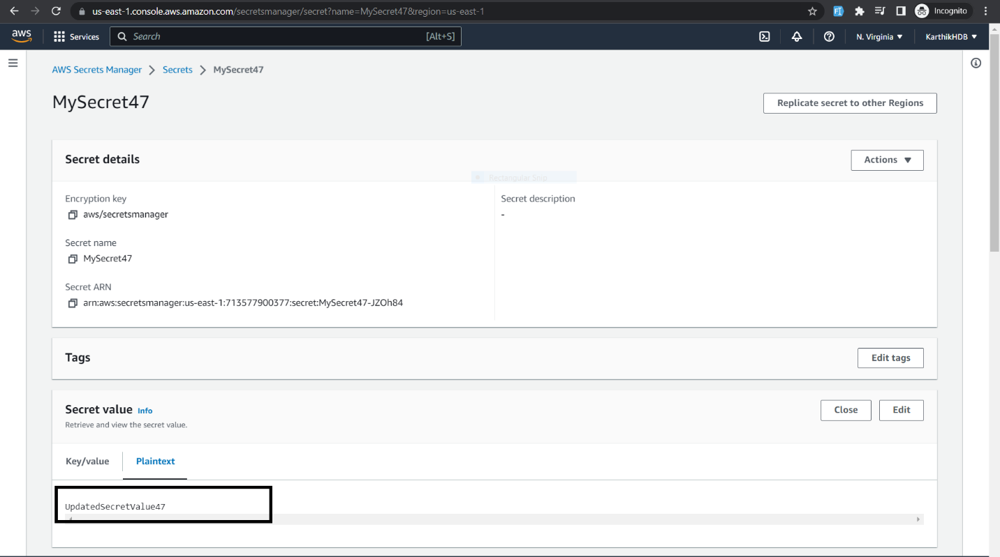 us-east-1.console.aws.amazon.com/secretsmanager/secret?name=MySecret47&region=us-east-1
Incognito
aws
Services
Search
[Alt+S]
N. Virginia
KarthikHDB
AWS Secrets Manager
Secrets
MySecret47
MySecret47
Replicate secret to other Regions
Secret details
Actions
Rectangular Snip
Encryption key
aws/secretsmanager
Secret description
-
Secret name
MySecret47
Secret ARN
arn:aws:secretsmanager:us-east-1:713577900377:secret:MySecret47-JZOh84
Tags
Edit tags
Secret value Info
Close
Edit
Retrieve and view the secret value.
Key/value
Plaintext
UpdatedSecretValue47